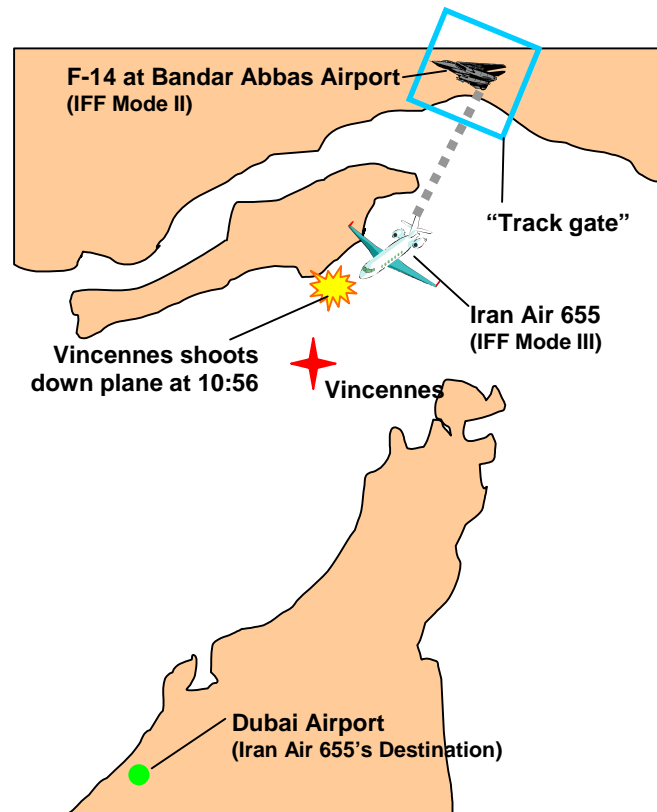 F-14 at Bandar Abbas Airport
(IFF Mode II)
“Track gate”
Iran Air 655
(IFF Mode III)
Vincennes shoots
down plane at 10:56
Vincennes
Dubai Airport
(Iran Air 655's Destination)